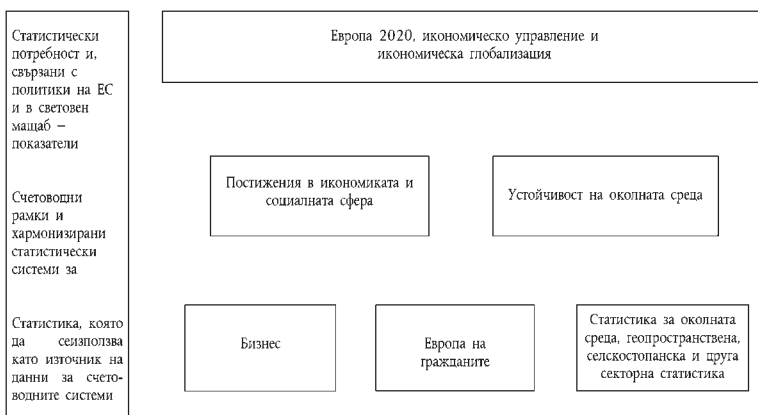 Статистически
потребност и,
свързани с
политики на ЕС
и в световен
мащаб –
показатели
Счетоводни
рамки и
хармонизирани
статистически
системи за
Статистика, която
да сеизползва
като източник на
данни за счето-
водните системи
Европа 2020, икономическо управление и
икономическа глобализация
Постижения в икономиката и
социалната сфера
Устойчивост на околната среда
Бизнес
Европа на
гражданите
Статистика за околната
среда, геопространствена,
селскостопанска и друга
секторна статистика